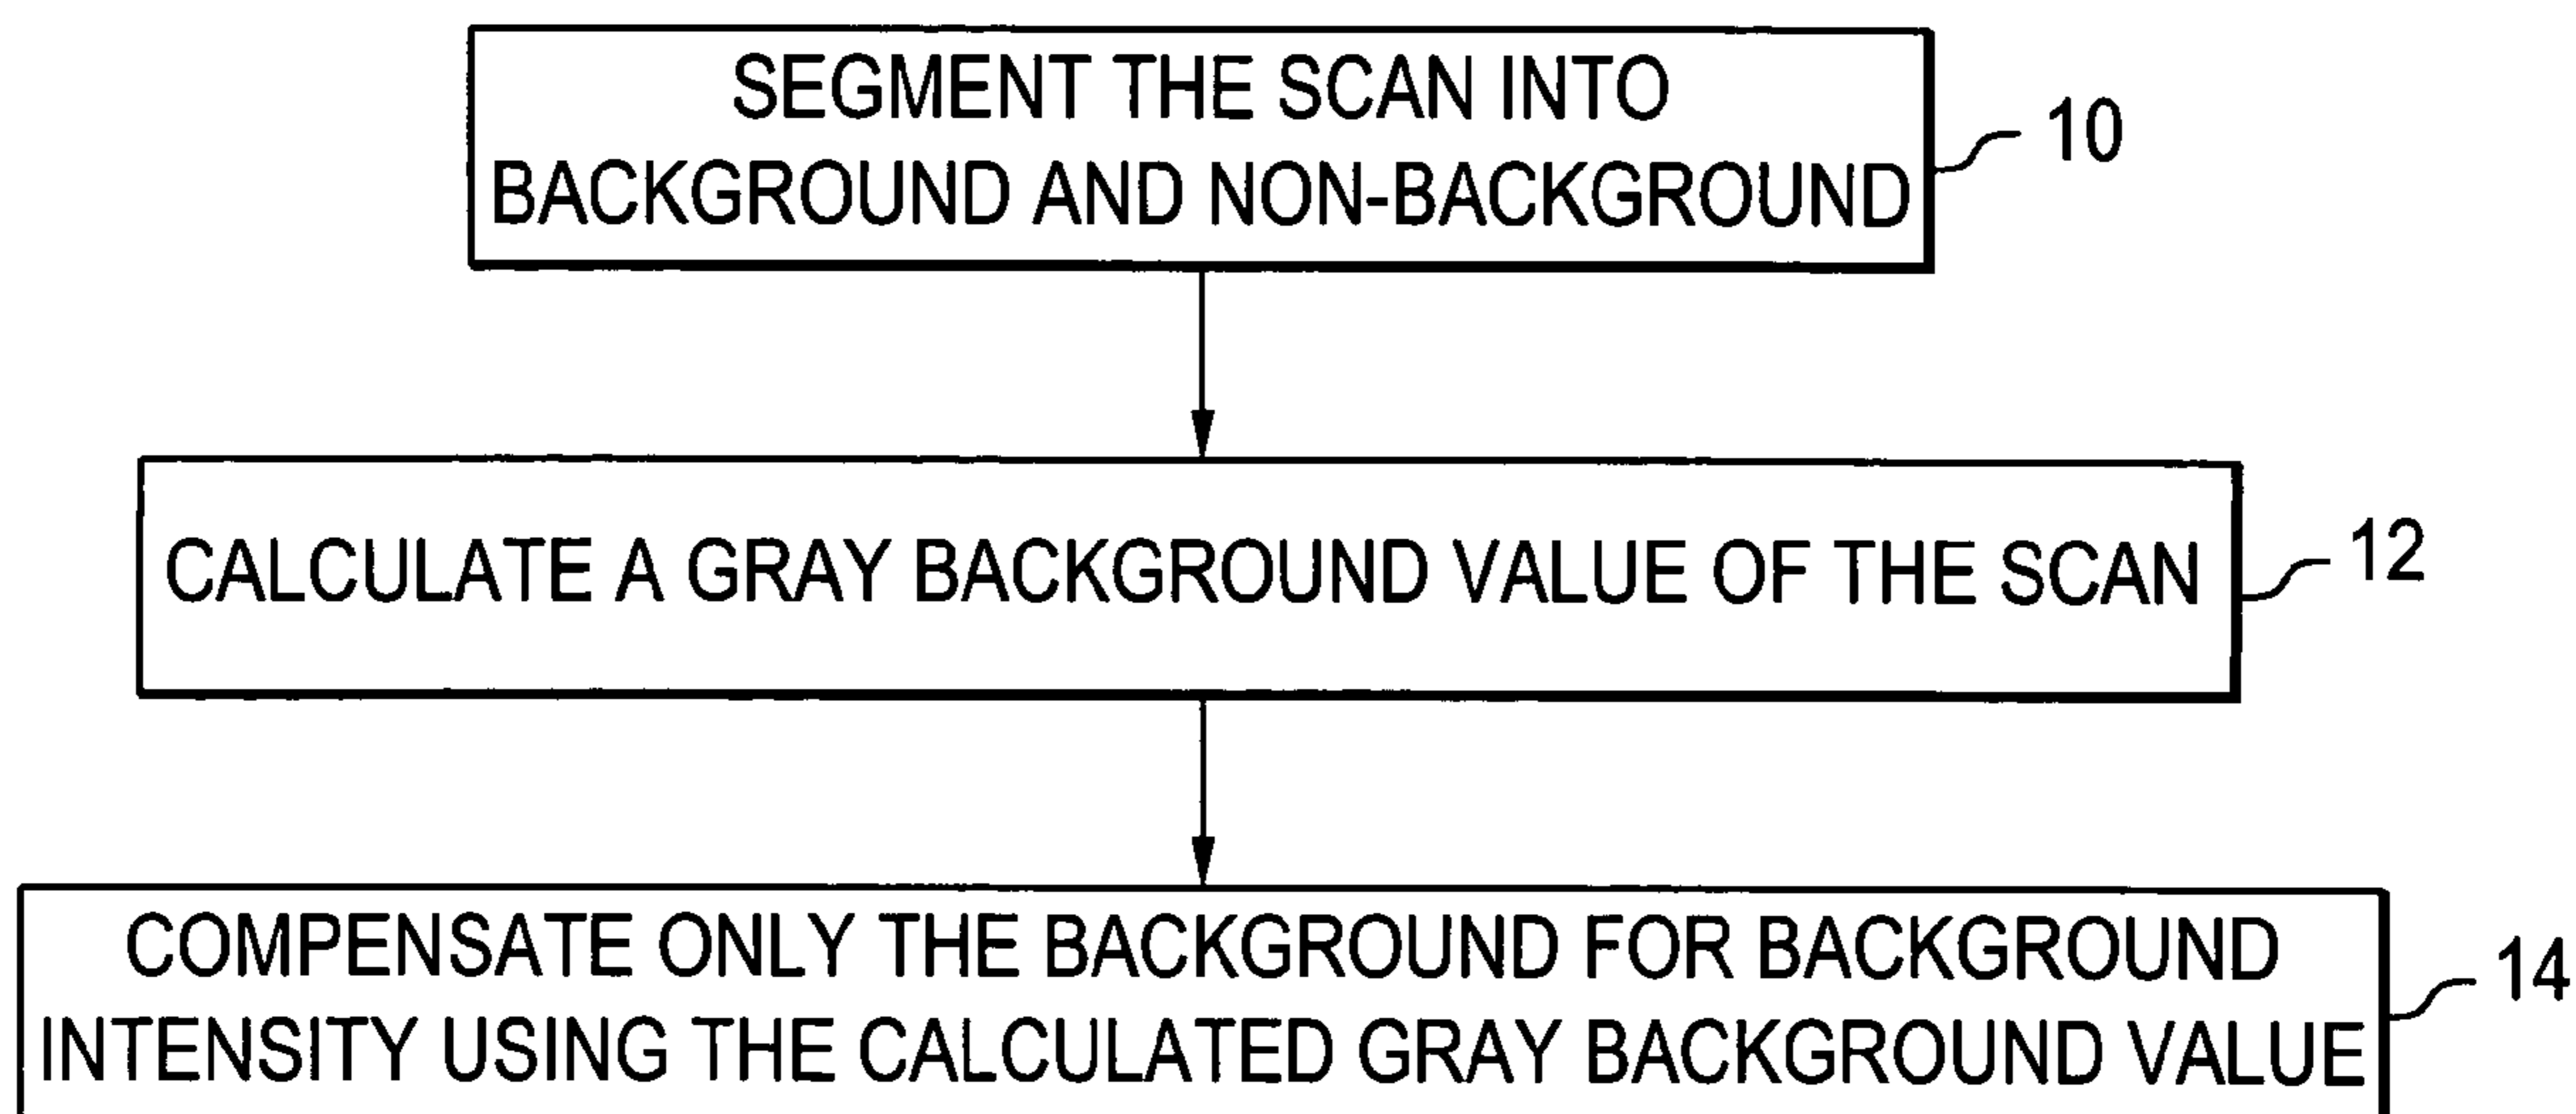 SEGMENT THE SCAN INTO
BACKGROUND AND NON-BACKGROUND
10
CALCULATE A GRAY BACKGROUND VALUE OF THE SCAN
12
COMPENSATE ONLY THE BACKGROUND FOR BACKGROUND
INTENSITY USING THE CALCULATED GRAY BACKGROUND VALUE
14